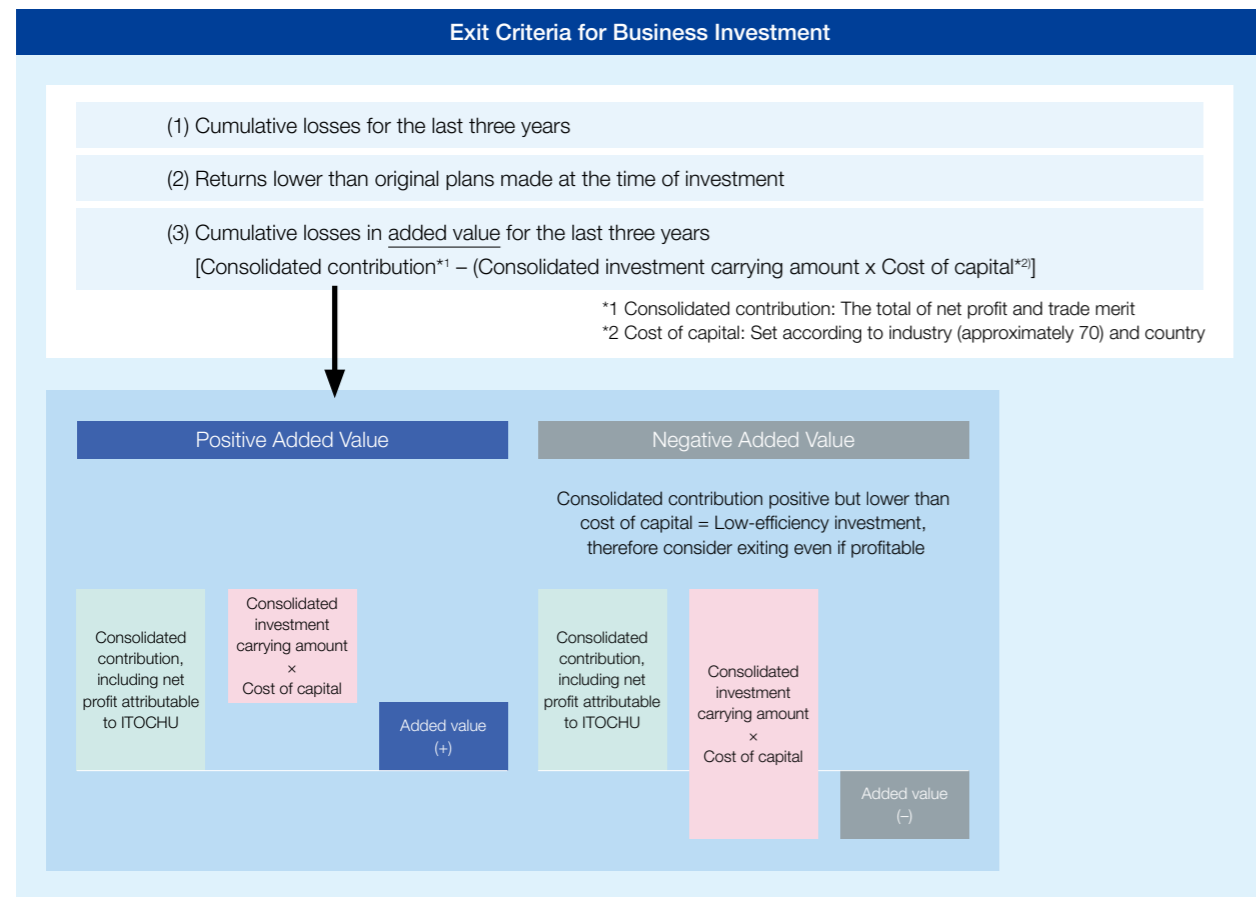 Exit Criteria for Business Investment
(1) Cumulative losses for the last three years
(2) Returns lower than original plans made at the time of investment
(3) Cumulative losses in added value for the last three years
[Consolidated contribution*1 – (Consolidated investment carrying amount x Cost of capital*2)]
*1 Consolidated contribution: The total of net profit and trade merit
*2 Cost of capital: Set according to industry (approximately 70) and country
Positive Added Value
Consolidated
contribution,
including net
profit attributable
to ITOCHU
Consolidated
investment
carrying amount
×
Cost of capital
Added value
(+)
Negative Added Value
Consolidated contribution positive but lower than
cost of capital = Low-efficiency investment,
therefore consider exiting even if profitable
Consolidated
contribution,
including net
profit attributable
to ITOCHU
Consolidated
investment
carrying amount
×
Cost of capital
Added value
(–)